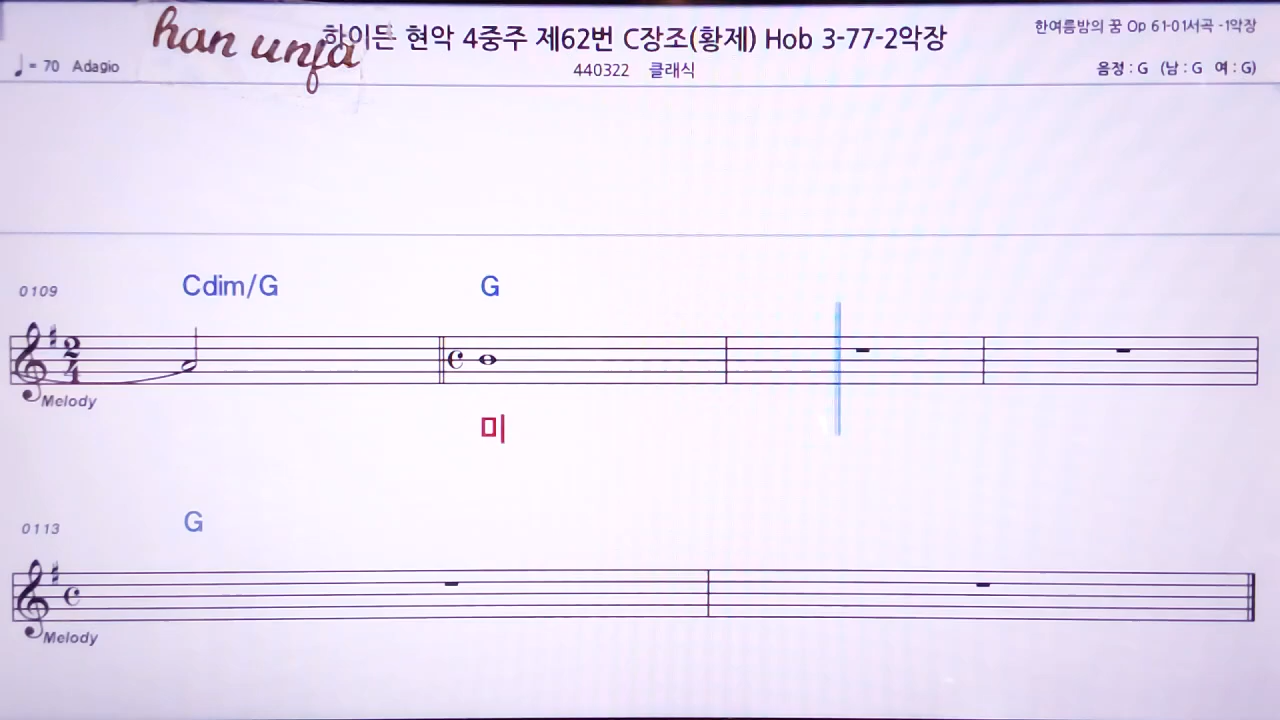 han unfa
하이든 현악 4중주 제62번 C장조(황제) Hob 3-77-2악장
한여름밤의 꿈 Op 61-01서곡 -1악장
♩= 70 Adagio
440322 클래식
음정 : G (남 : G 여 : G)
0109
Cdim/G G
2/4
Melody
미
0113
G
Melody